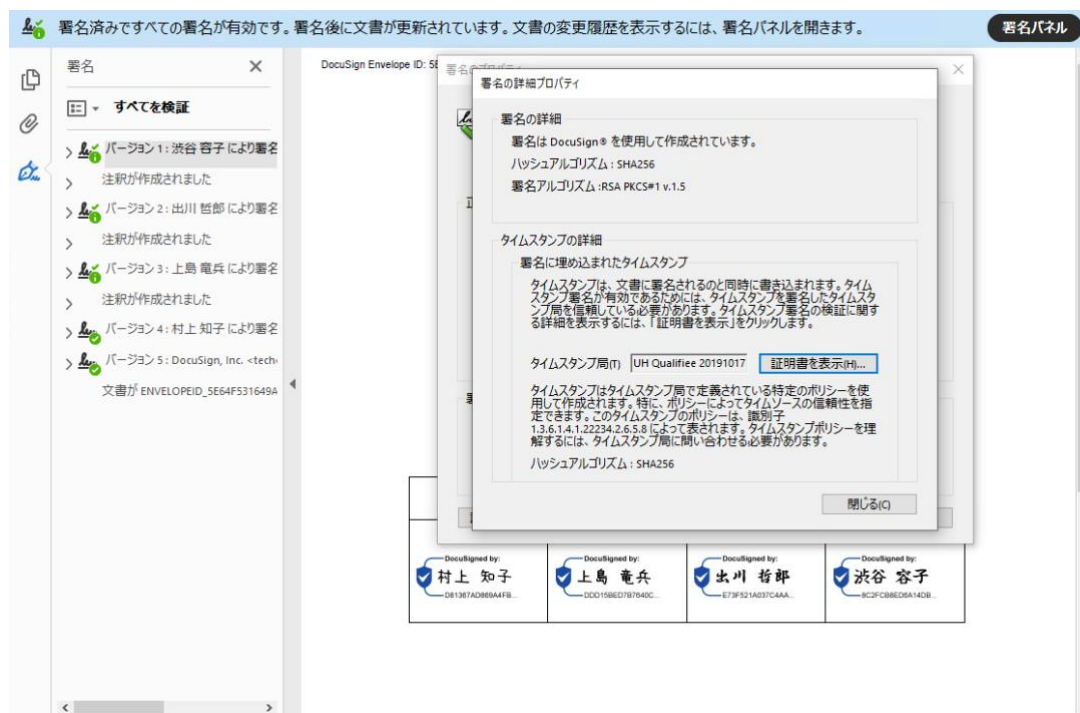 署名済みですべての署名が有効です。署名後に文書が更新されています。文書の変更履歴を表示するには、署名パネルを開きます。
署名パネル
署名
すべてを検証
バージョン 1 : 渋谷 容子 により署名
注釈が作成されました
バージョン 2 : 出川 哲郎 により署名
注釈が作成されました
バージョン 3 : 上島 竜兵 により署名
注釈が作成されました
バージョン 4 : 村上 知子 により署名
バージョン 5 : DocuSign, Inc. <tech
文書が ENVELOPEID_5E64F531649A
DocuSign Envelope ID:
署名の詳細プロパティ
署名の詳細
署名は DocuSign® を使用して作成されています。
ハッシュアルゴリズム : SHA256
署名アルゴリズム :RSA PKCS#1 v.1.5
タイムスタンプの詳細
署名に埋め込まれたタイムスタンプ
タイムスタンプは、文書に署名されるのと同時に書き込まれます。タイム
スタンプ署名が有効であるためには、タイムスタンプを署名したタイムスタ
ンプ局を信頼している必要があります。タイムスタンプ署名の検証に関す
る詳細を表示するには、「証明書を表示」をクリックします。
タイムスタンプ局(T) UH Qualifiee 20191017 証明書を表示(H)...
タイムスタンプはタイムスタンプ局で定義されている特定のポリシーを使
用して作成されます。特に、ポリシーによってタイムソースの信頼性を指
定できます。このタイムスタンプのポリシーは、識別子
1.3.6.1.4.1.22234.2.6.5.8 によって表されます。タイムスタンプポリシーを理
解するには、タイムスタンプ局に問い合わせる必要があります。
ハッシュアルゴリズム : SHA256
閉じる(C)
DocuSigned by: DocuSigned by: DocuSigned by: DocuSigned by:
村上 知子 上島 竜兵 出川 哲郎 渋谷 容子
D81367AD869A4FB... DDD15BED7B7640C... E73F521A037C4AA... 8C2FCB8ED6A14DB...